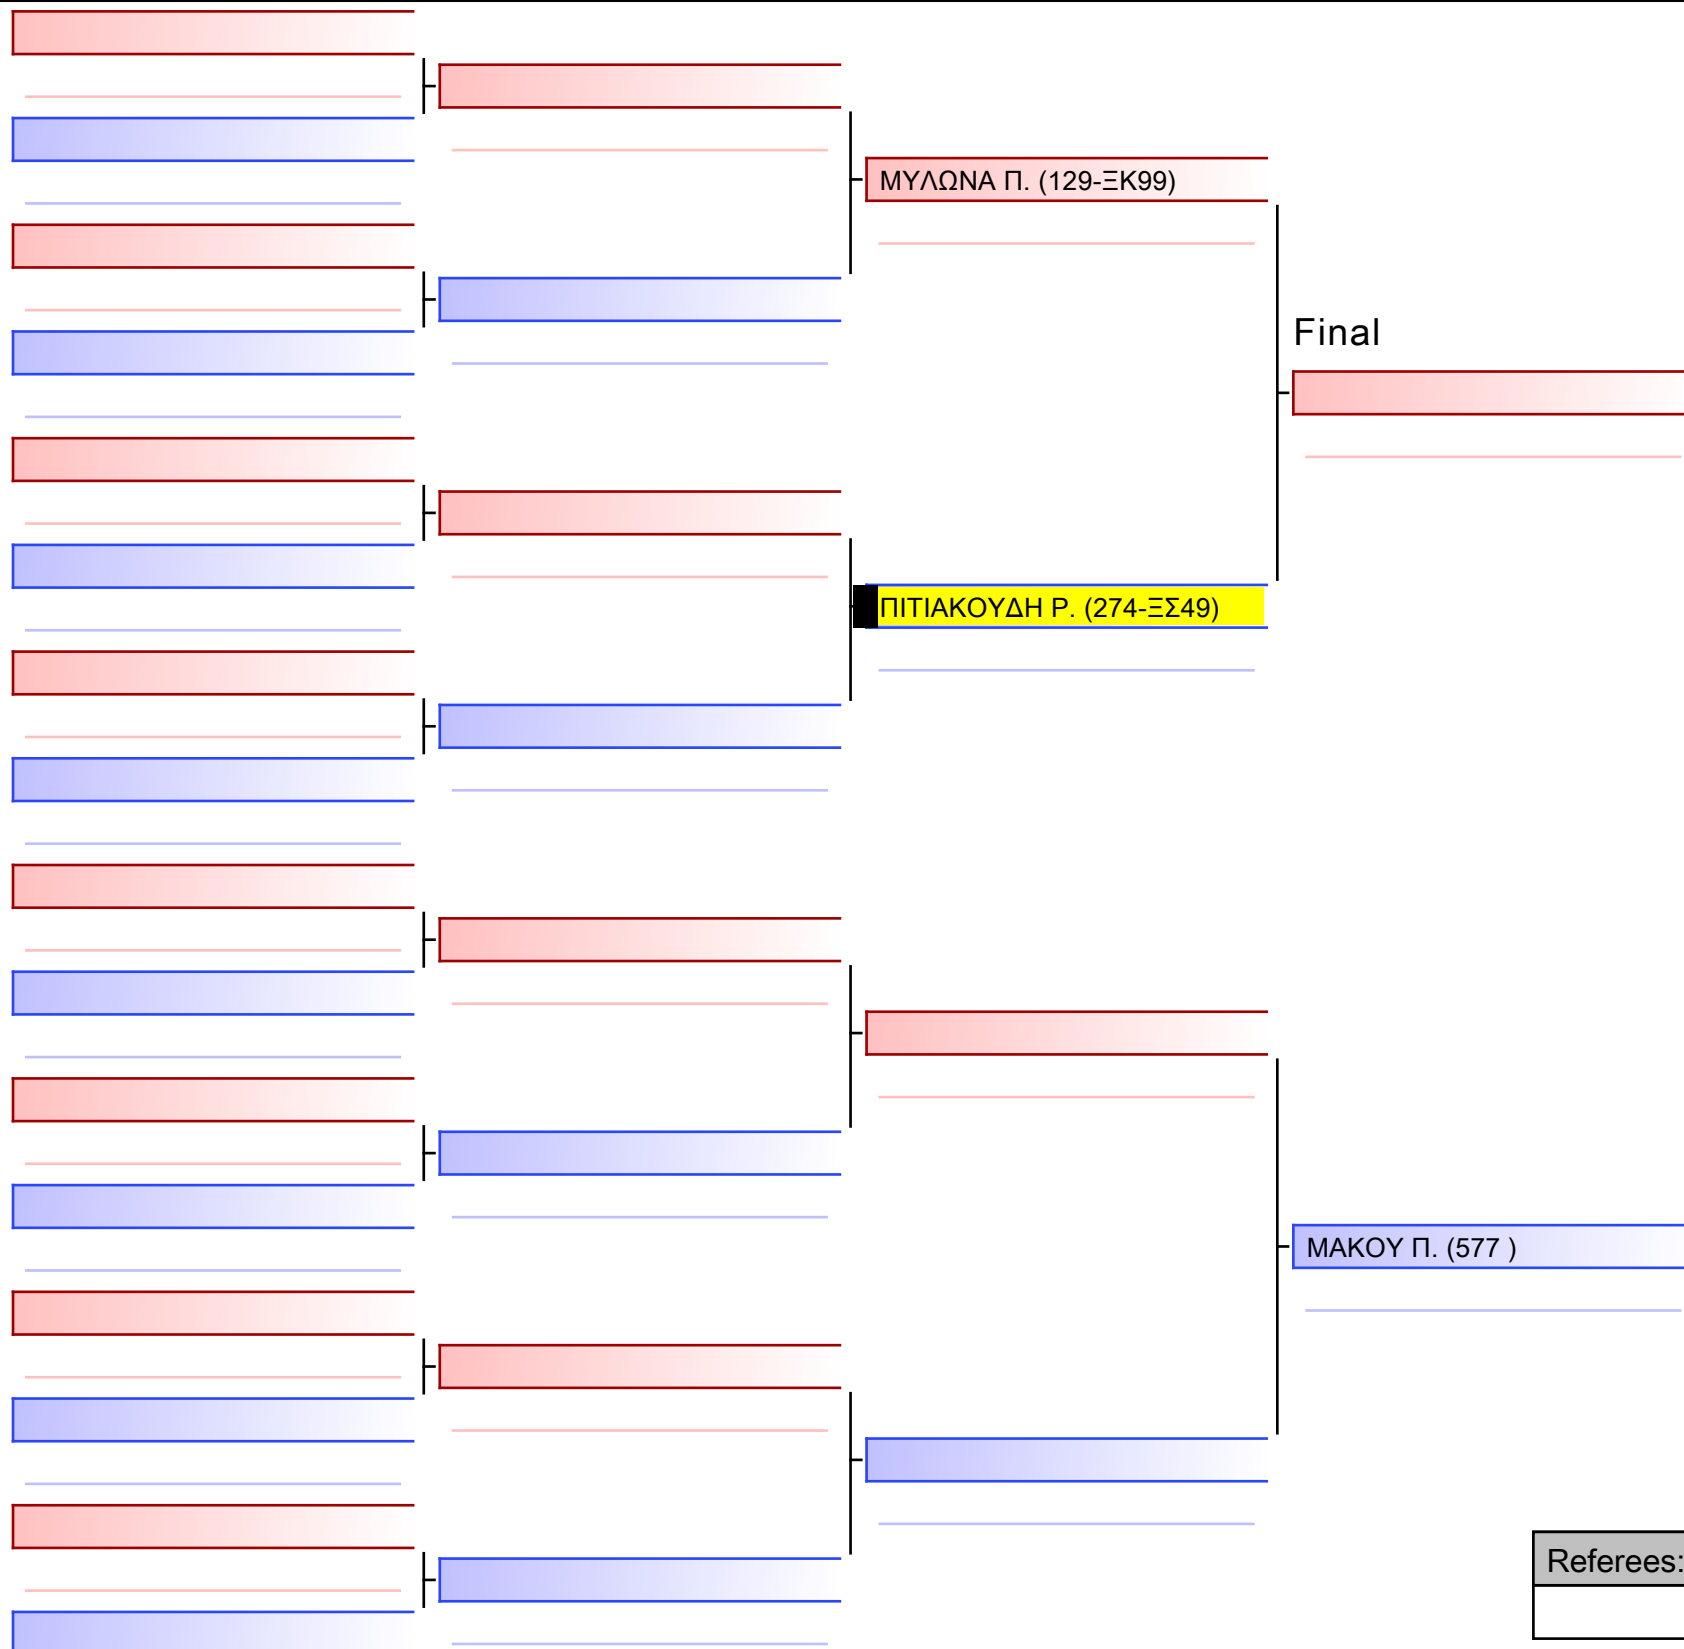 ΜΥΛΩΝΑ Π. (129-ΞΚ99)
Final
ΠΙΤΙΑΚΟΥΔΗ Ρ. (274-ΞΣ49)
ΜΑΚΟΥ Π. (577 )
Referees: